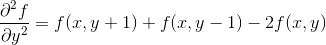 ∂²f/∂y² = f(x, y + 1) + f(x, y − 1) − 2f(x, y)